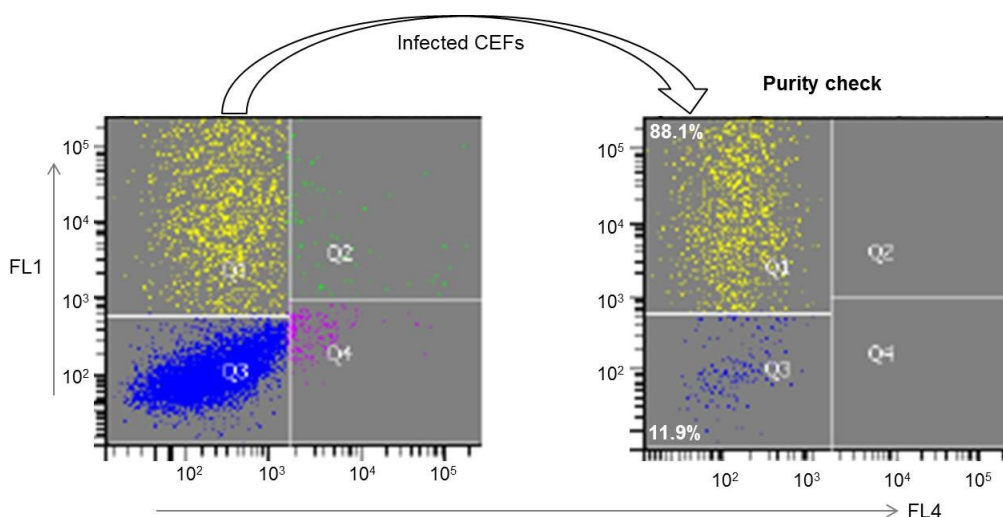 Infected CEFs
Purity check
10⁵
10⁴
10³
10²
FL1
Q1
Q2
Q3
Q4
10² 10³ 10⁴ 10⁵
88.1%
10⁵
10⁴
10³
10²
Q1
Q2
Q3
Q4
11.9%
10² 10³ 10⁴ 10⁵
FL4